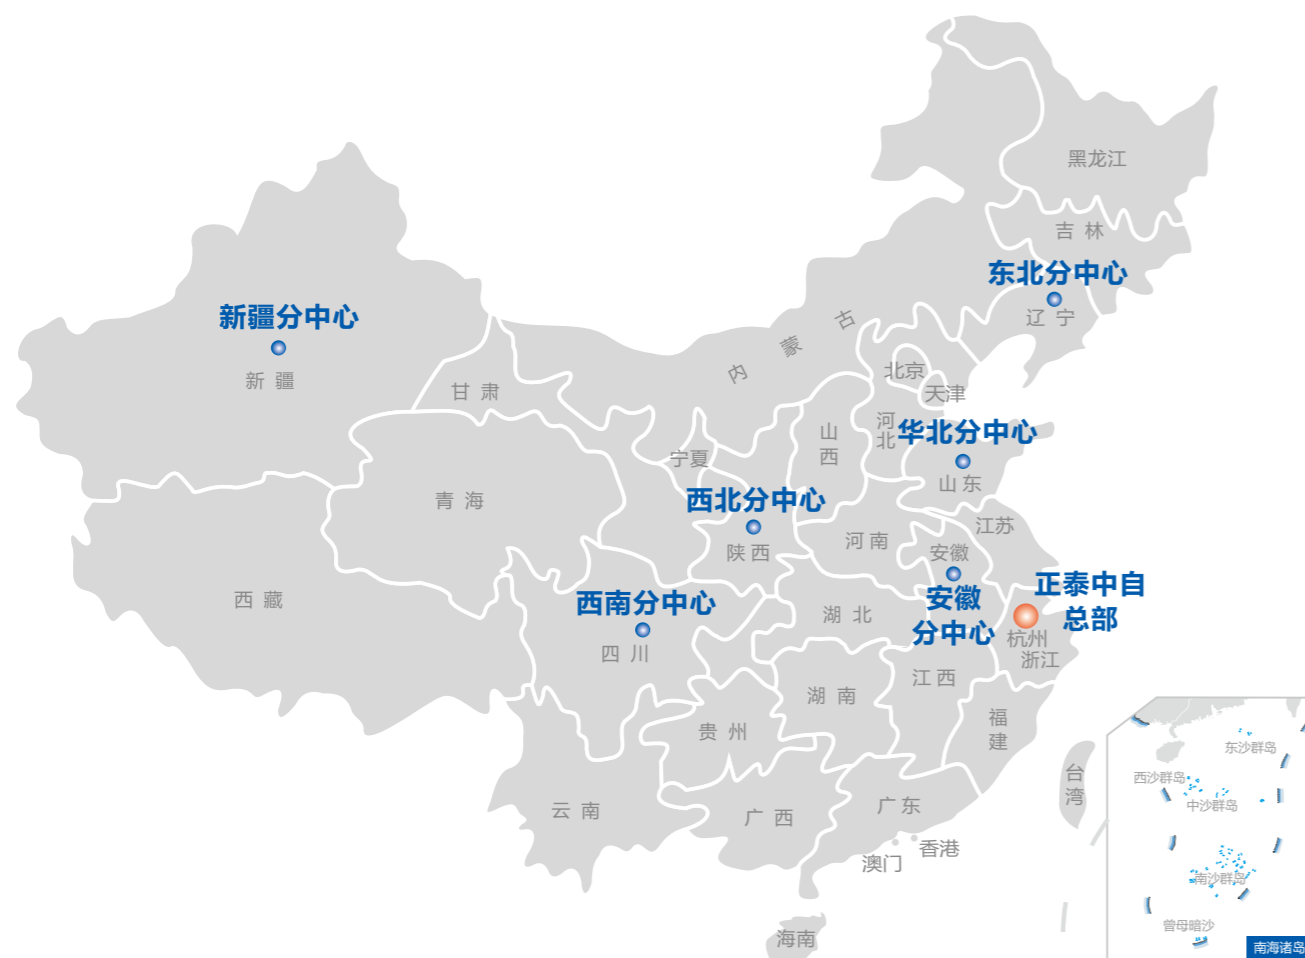 黑龙江
吉 林
东北分中心
辽 宁
新疆分中心
新 疆
内 蒙 古
甘 肃
北京
天津
河
北
山
西
华北分中心
山 东
宁夏
西北分中心
陕 西
青 海
河 南
江苏
安徽
安徽
分中心
正泰中自
总部
杭州
浙江
西 藏
西南分中心
四 川
湖 北
江 西
湖 南
贵 州
福
建
台
湾
云 南
广 西
广 东
香港
澳门
海南
东沙群岛
西沙群岛
中沙群岛
南沙群岛
曾母暗沙
南海诸岛